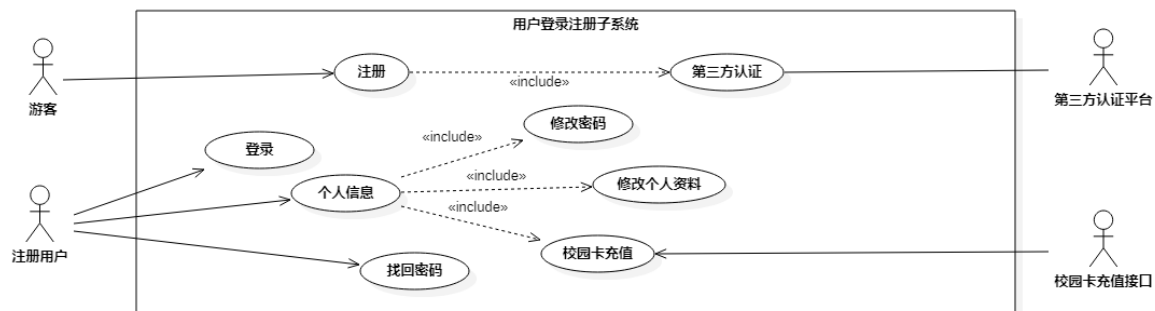 用户登录注册子系统
注册
«include»
第三方认证
游客
第三方认证平台
修改密码
«include»
登录
«include»
修改个人资料
个人信息
«include»
注册用户
校园卡充值
找回密码
校园卡充值接口